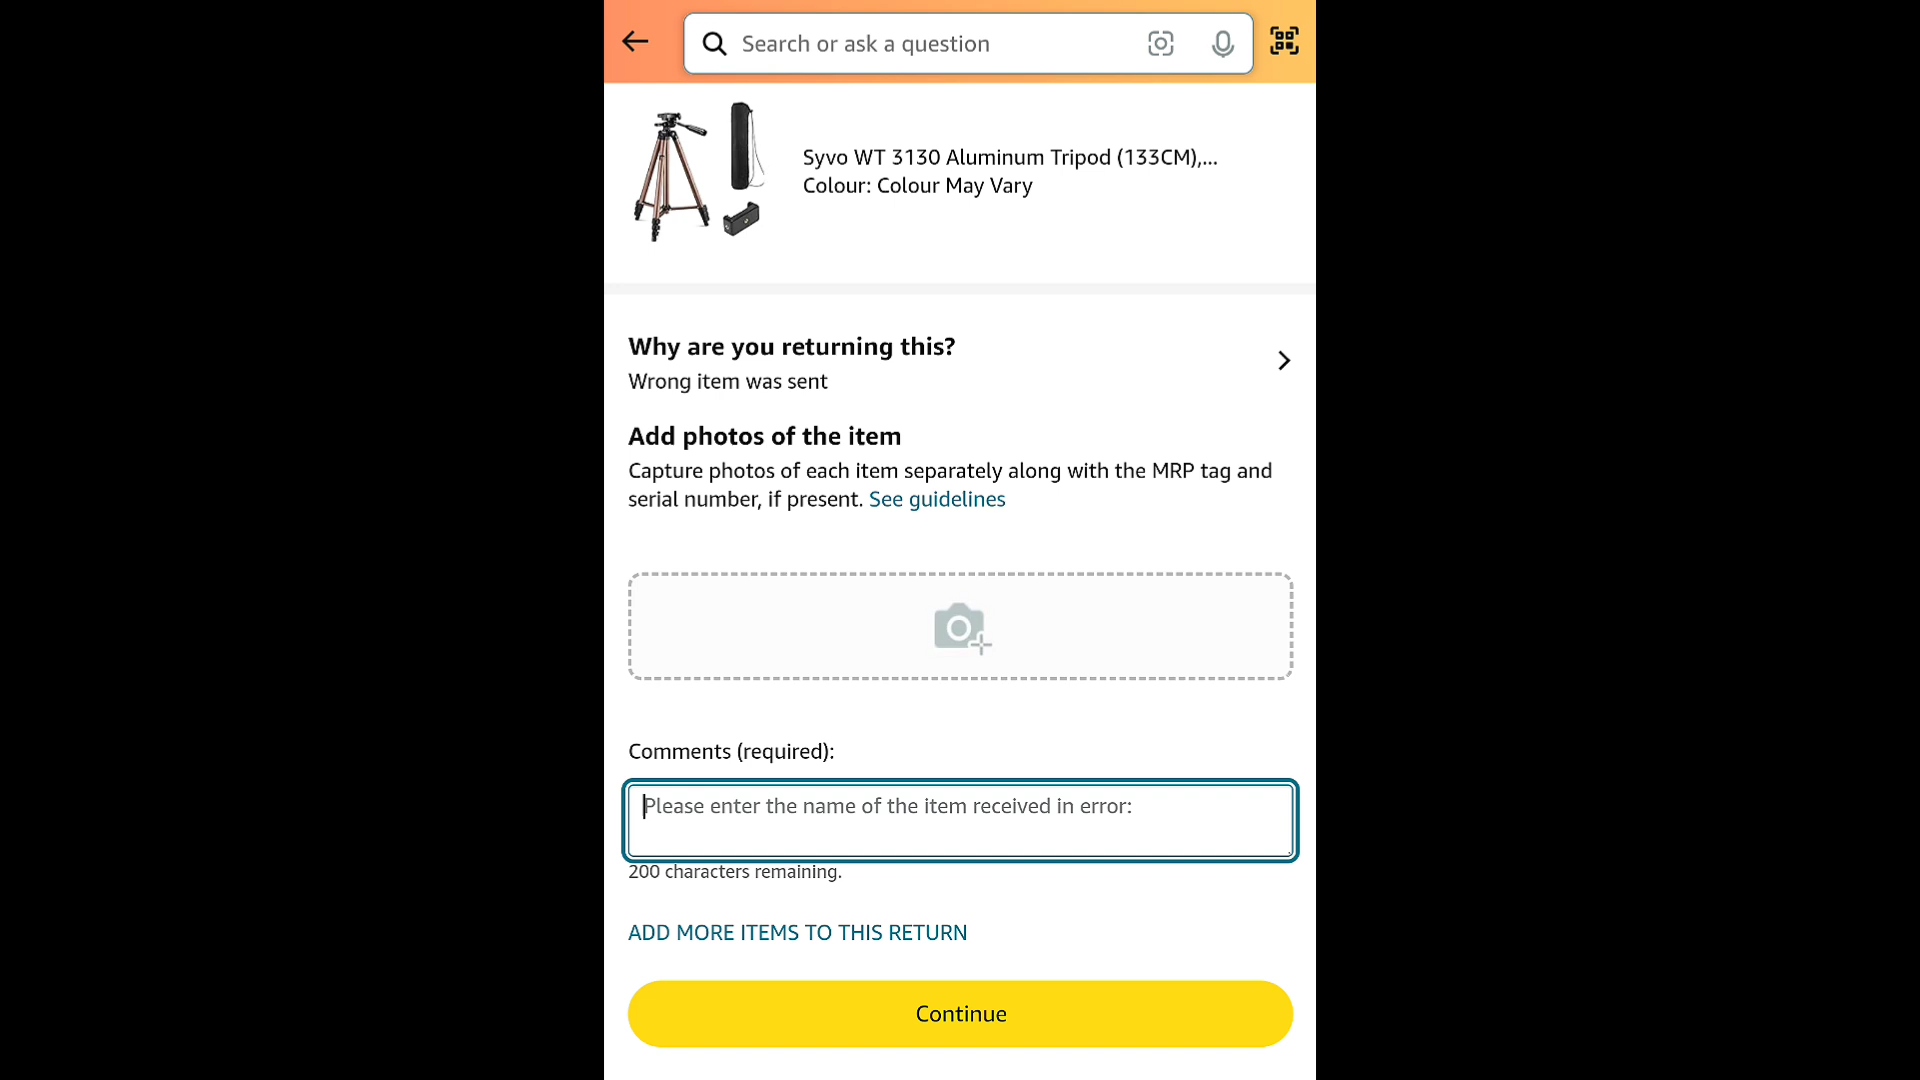 Search or ask a question
Syvo WT 3130 Aluminum Tripod (133CM),...
Colour: Colour May Vary
Why are you returning this?
Wrong item was sent
Add photos of the item
Capture photos of each item separately along with the MRP tag and
serial number, if present. See guidelines
Comments (required):
Please enter the name of the item received in error:
200 characters remaining.
ADD MORE ITEMS TO THIS RETURN
Continue